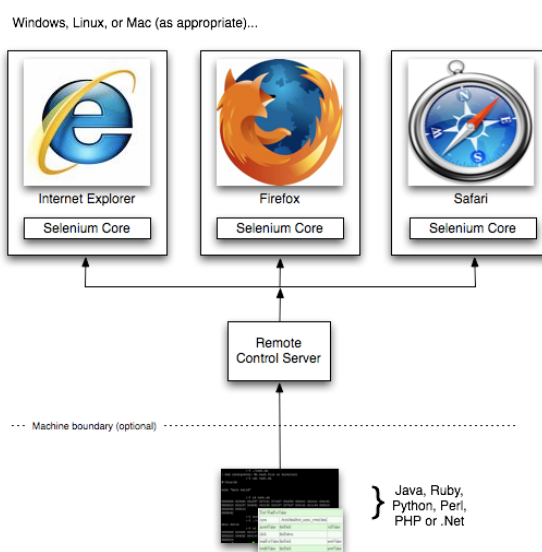 Windows, Linux, or Mac (as appropriate)...
Internet Explorer
Firefox
Safari
Selenium Core
Selenium Core
Selenium Core
Remote
Control Server
Machine boundary (optional)
Java, Ruby,
Python, Perl,
PHP or .Net